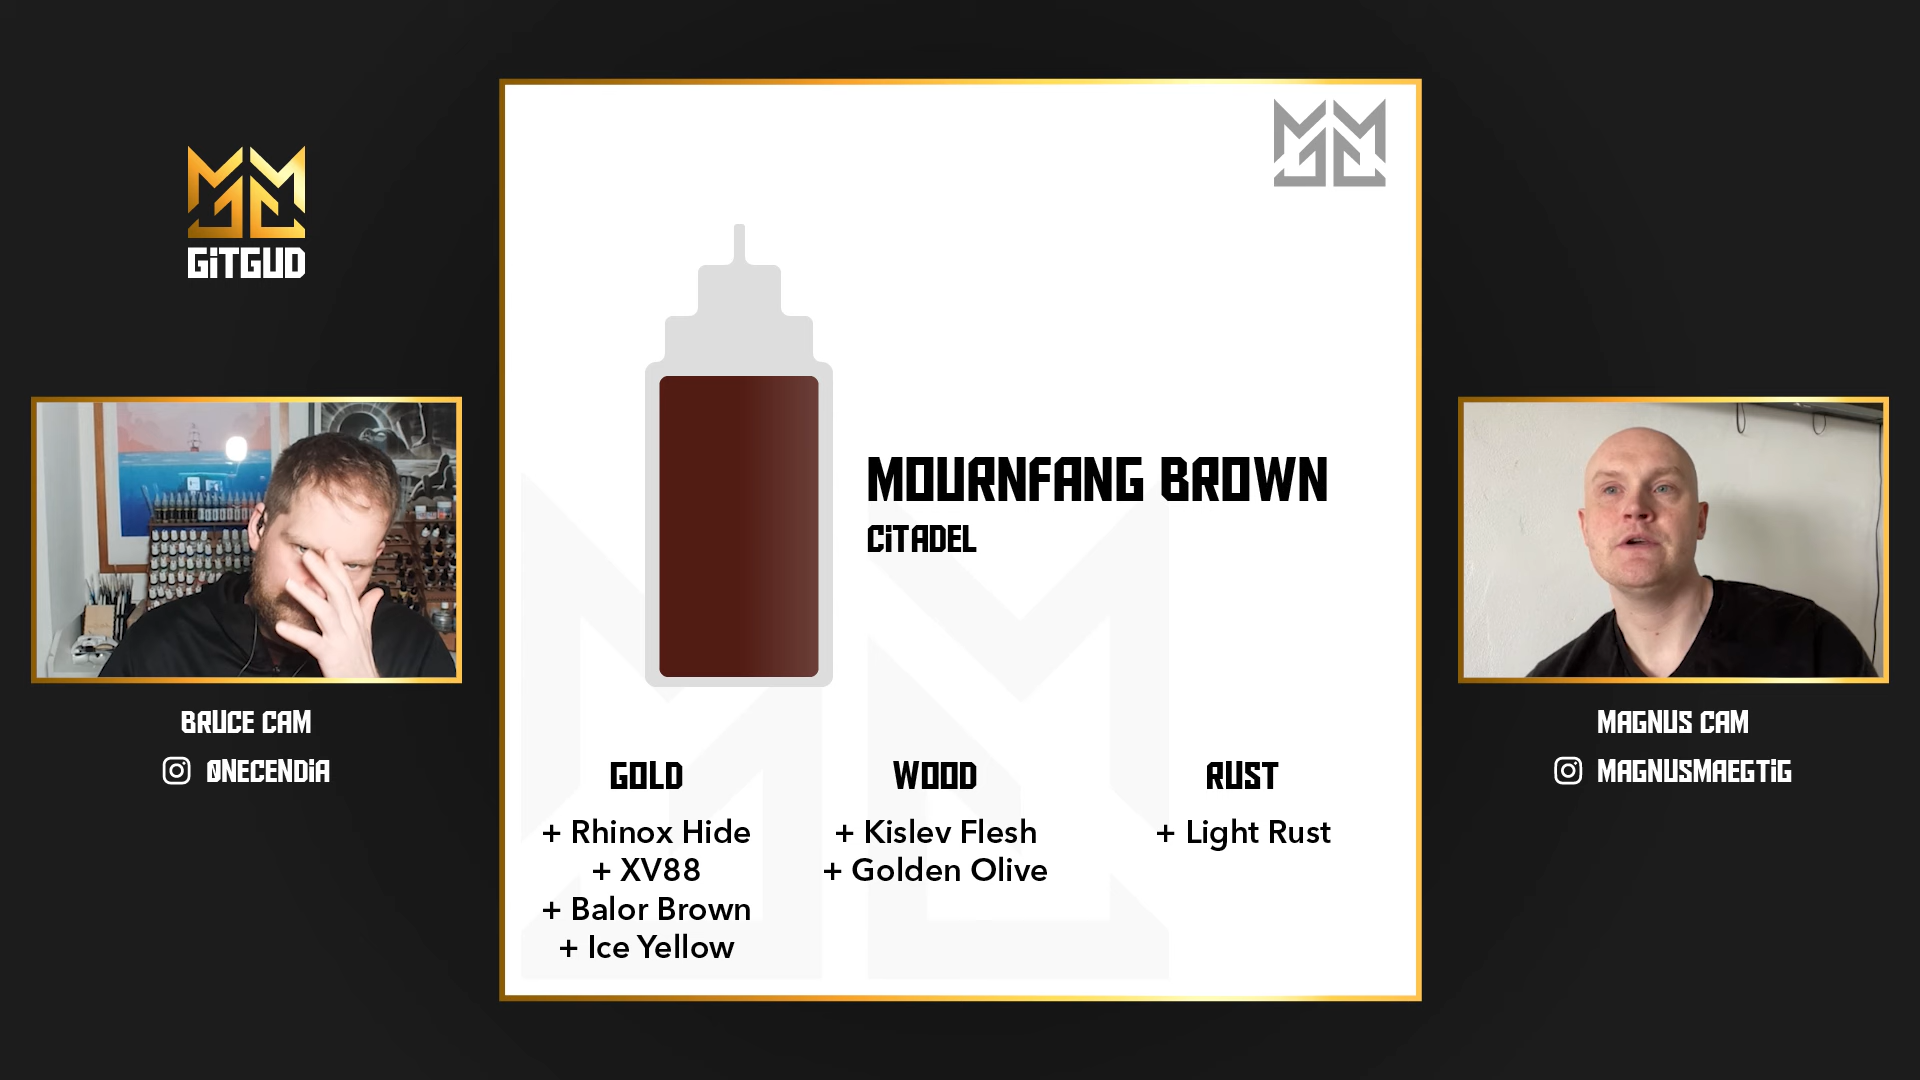 GiTGUD
BRUCE CAM
ØNECENDiA
MOURNFANG BROWN
CiTADEL
GOLD
+ Rhinox Hide
+ XV88
+ Balor Brown
+ Ice Yellow
WOOD
+ Kislev Flesh
+ Golden Olive
RUST
+ Light Rust
MAGNUS CAM
MAGNUSMAEGTiG